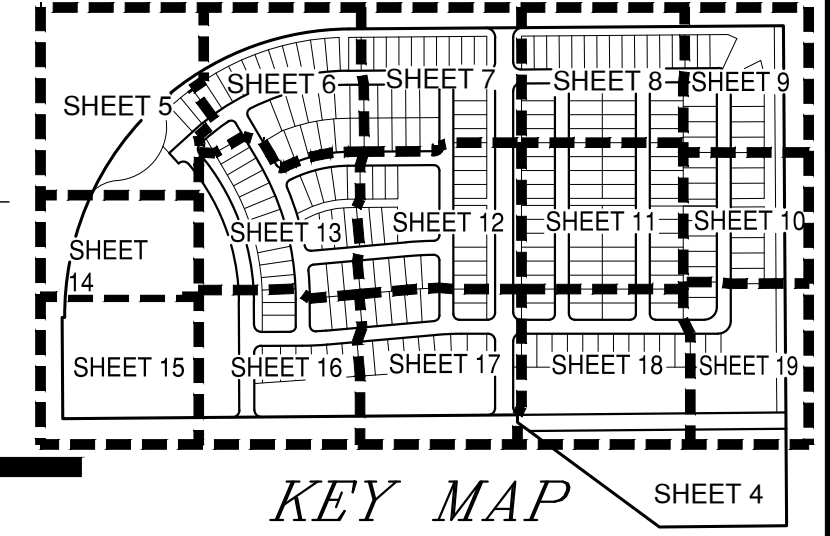 SHEET 5
SHEET 6
SHEET 7
SHEET 8
SHEET 9
SHEET 13
SHEET 12
SHEET 11
SHEET 10
SHEET
14
SHEET 15
SHEET 16
SHEET 17
SHEET 18
SHEET 19
SHEET 4
KEY MAP